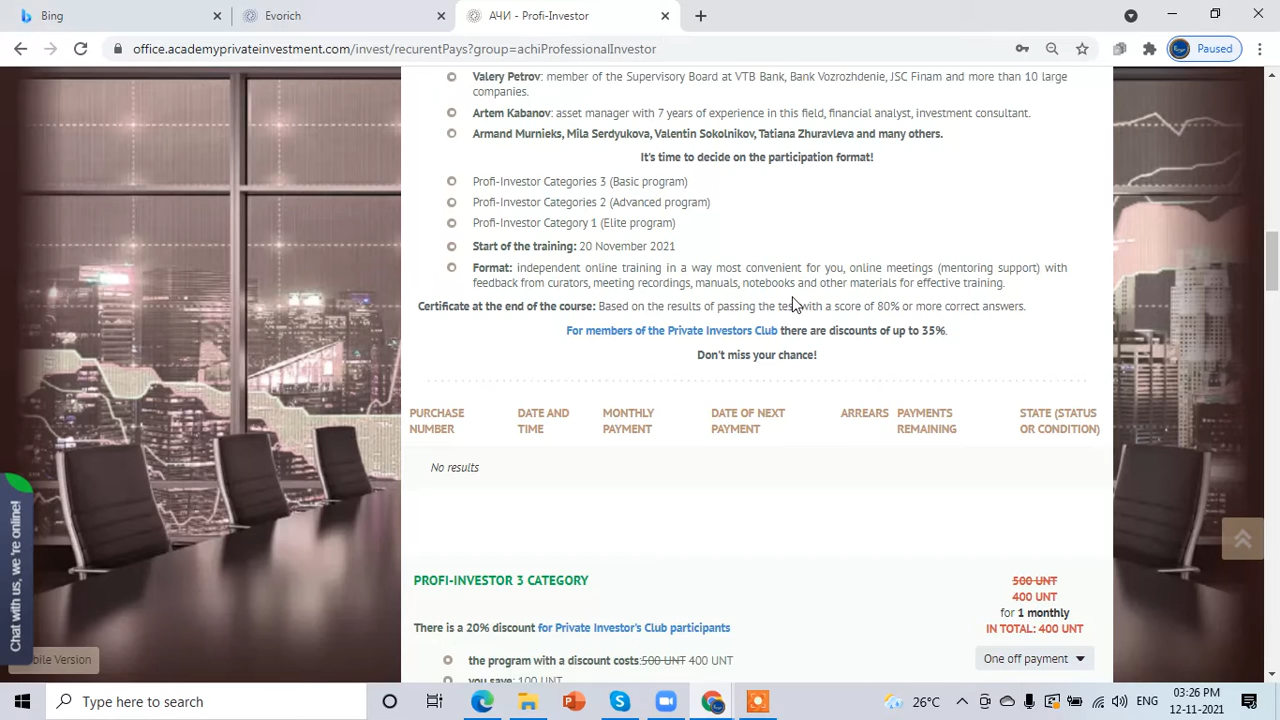 Bing
Evorich
АЧИ - Profi-Investor
office.academyprivateinvestment.com/invest/recurentPays?group=achiProfessionalInvestor
Paused
Valery Petrov: member of the Supervisory Board at VTB Bank, Bank Vozrozhdenie, JSC Finam and more than 10 large
companies.
Artem Kabanov: asset manager with 7 years of experience in this field, financial analyst, investment consultant.
Armand Murnieks, Mila Serdyukova, Valentin Sokolnikov, Tatiana Zhuravleva and many others.
It's time to decide on the participation format!
Profi-Investor Categories 3 (Basic program)
Profi-Investor Categories 2 (Advanced program)
Profi-Investor Category 1 (Elite program)
Start of the training: 20 November 2021
Format: independent online training in a way most convenient for you, online meetings (mentoring support) with
feedback from curators, meeting recordings, manuals, notebooks and other materials for effective training.
Certificate at the end of the course: Based on the results of passing the test with a score of 80% or more correct answers.
For members of the Private Investors Club there are discounts of up to 35%.
Don't miss your chance!
PURCHASE NUMBER
DATE AND TIME
MONTHLY PAYMENT
DATE OF NEXT PAYMENT
ARREARS
PAYMENTS REMAINING
STATE (STATUS OR CONDITION)
No results
PROFI-INVESTOR 3 CATEGORY
500 UNT
400 UNT
for 1 monthly
IN TOTAL: 400 UNT
There is a 20% discount for Private Investor's Club participants
One off payment
the program with a discount costs:500 UNT 400 UNT
you save: 100 UNT
Chat with us, we're online!
bile Version
Type here to search
26°C
ENG
03:26 PM
12-11-2021